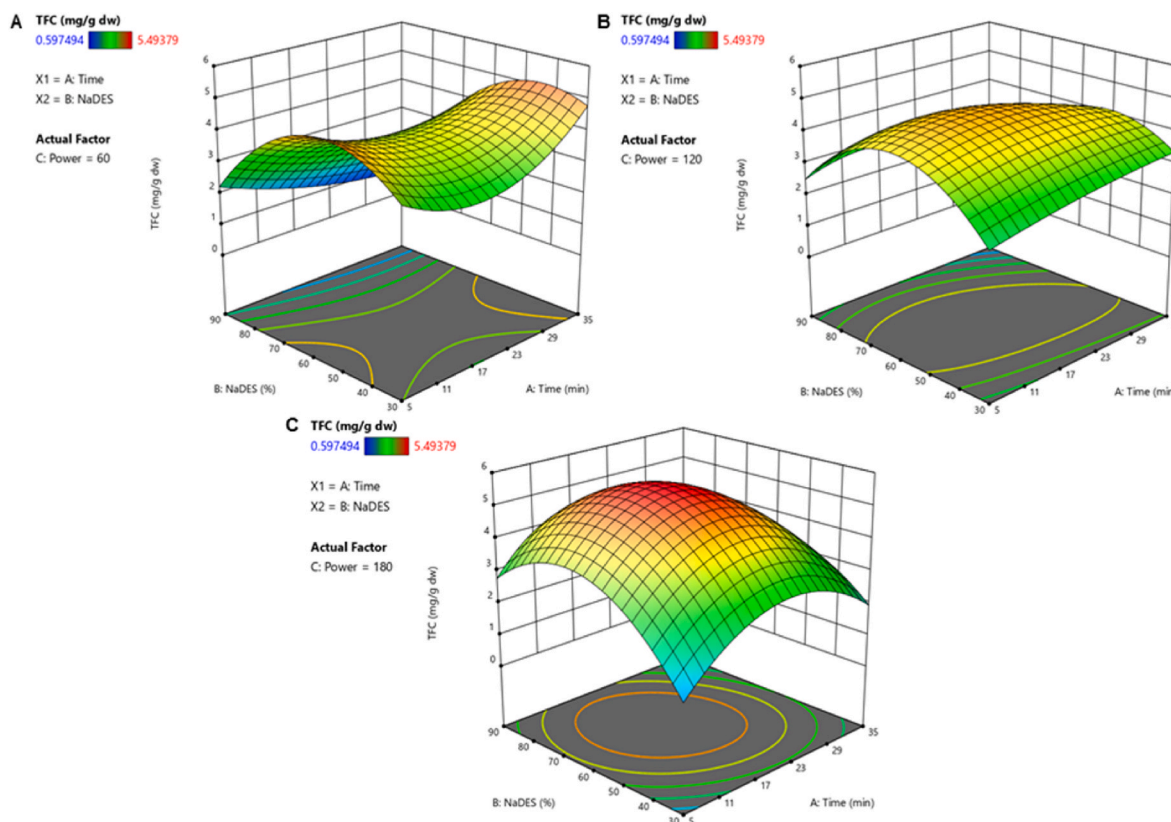 A
TFC (mg/g dw)
0.597494 5.49379
X1 = A: Time
X2 = B: NaDES
Actual Factor
C: Power = 60
TFC (mg/g dw)
6
5
4
3
2
1
0
90
80
70
60
50
40
30
B: NaDES (%)
5
11
17
23
29
35
A: Time (min)
B
TFC (mg/g dw)
0.597494 5.49379
X1 = A: Time
X2 = B: NaDES
Actual Factor
C: Power = 120
TFC (mg/g dw)
6
5
4
3
2
1
0
90
80
70
60
50
40
30
B: NaDES (%)
5
11
17
23
29
A: Time (min
C
TFC (mg/g dw)
0.597494 5.49379
X1 = A: Time
X2 = B: NaDES
Actual Factor
C: Power = 180
TFC (mg/g dw)
6
5
4
3
2
1
0
90
80
70
60
50
40
30
B: NaDES (%)
5
11
17
23
29
35
A: Time (min)